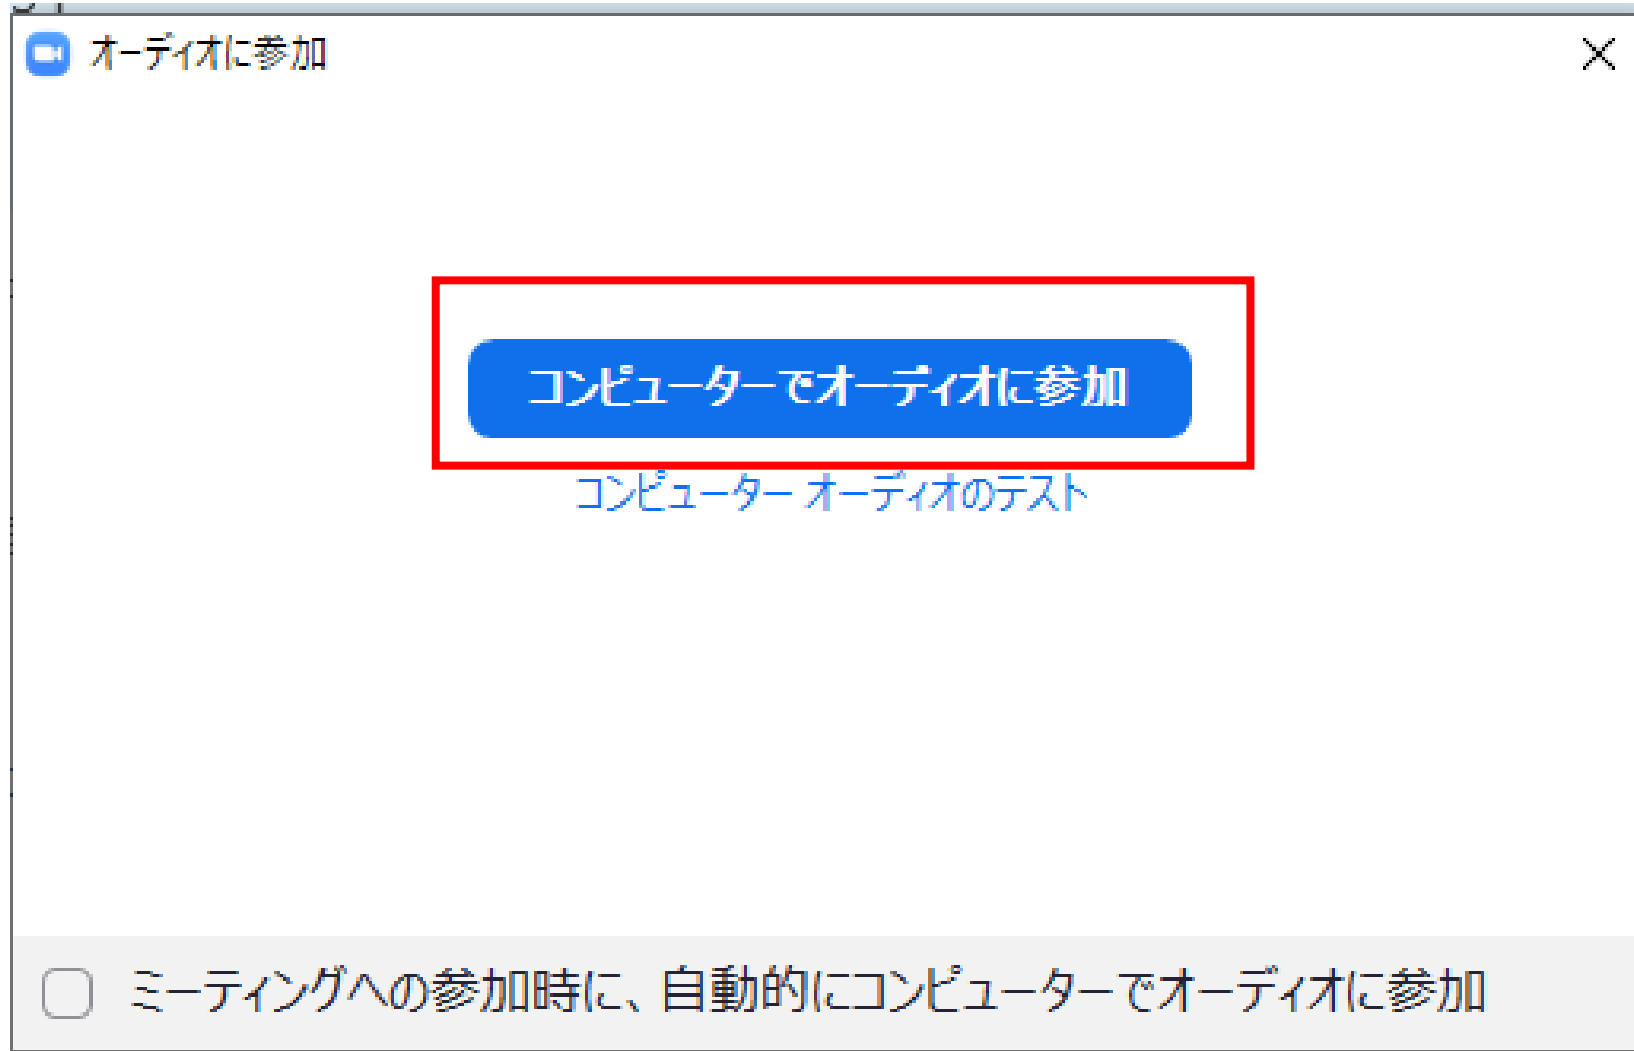 オーディオに参加
コンピューターでオーディオに参加
コンピューター オーディオのテスト
ミーティングへの参加時に、自動的にコンピューターでオーディオに参加